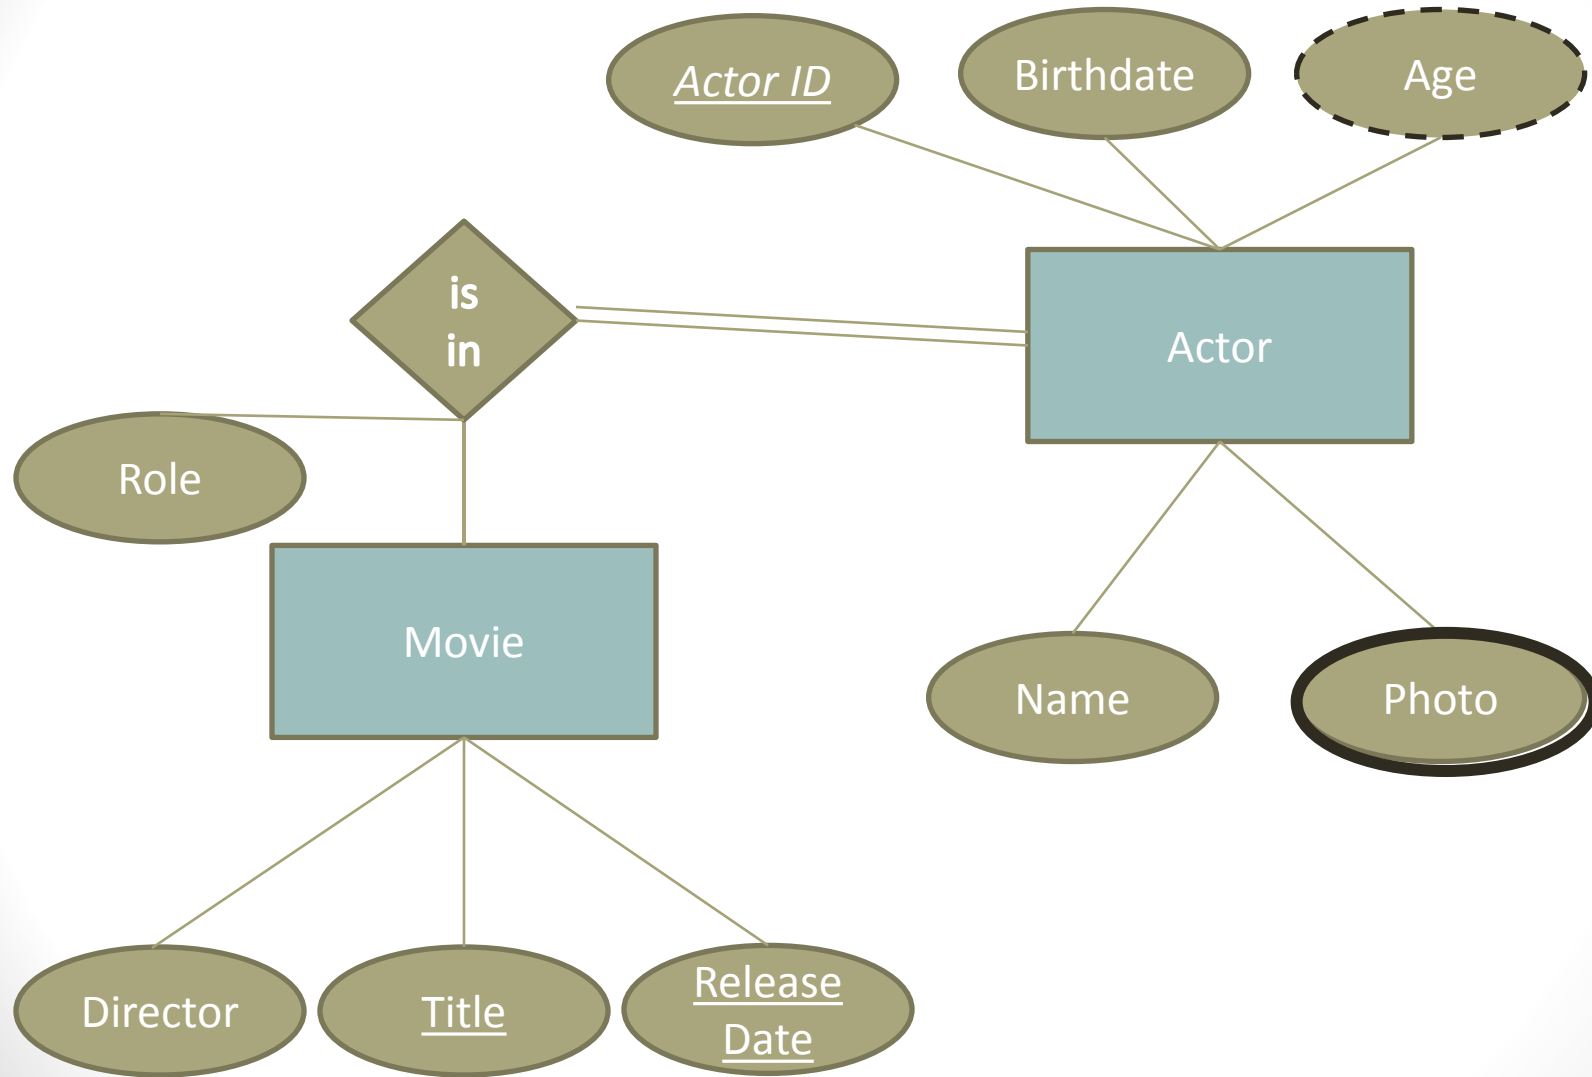 Actor ID
Birthdate
Age
is
in
Actor
Role
Movie
Name
Photo
Director
Title
Release
Date